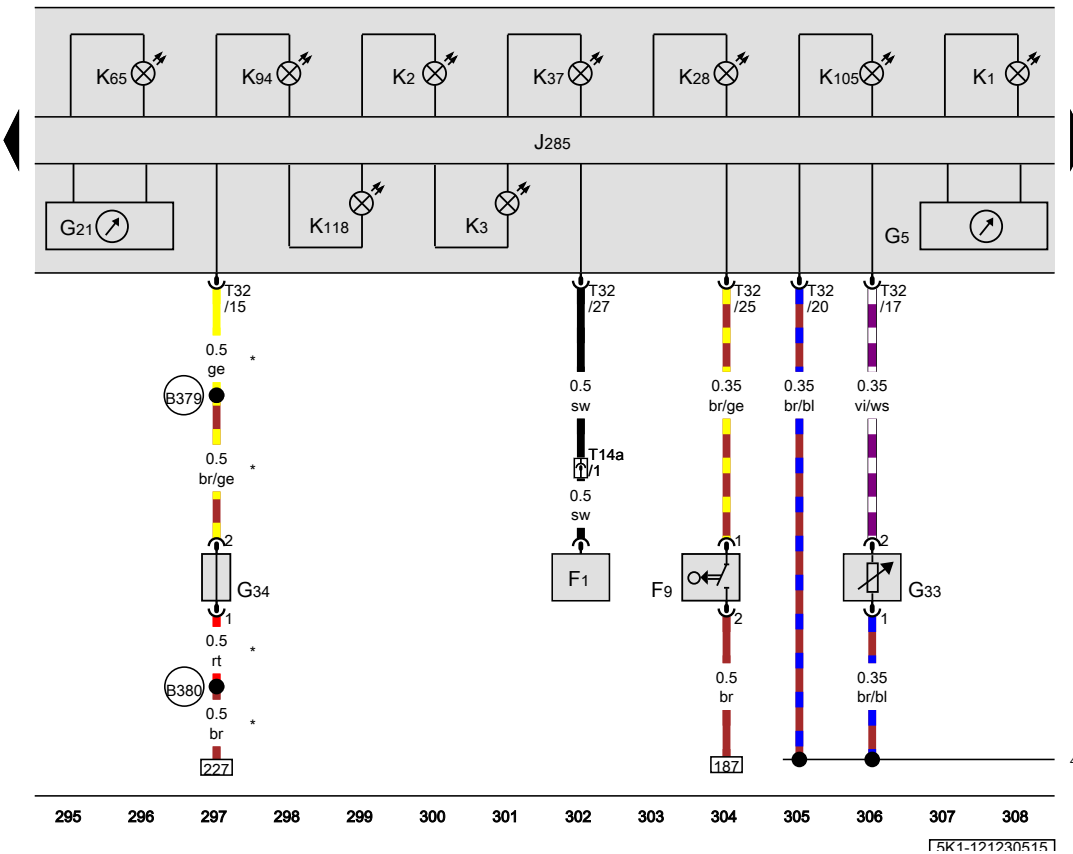 K65 K94 K2 K37 K28 K105 K1
J285
G21 K118 K3 G5
T32 T32 T32 T32 T32
/15 /27 /25 /20 /17
0.5 *
ge
0.5 0.35 0.35 0.35
sw br/ge br/bl vi/ws
B379
0.5 *
br/ge
T14a
/1
0.5
sw
2 1 2
G34 F1 F9 G33
1 2 1
0.5 *
rt
0.5 0.35
br br/bl
B380
0.5 *
br
227 187
295 296 297 298 299 300 301 302 303 304 305 306 307 308
5K1-121230515